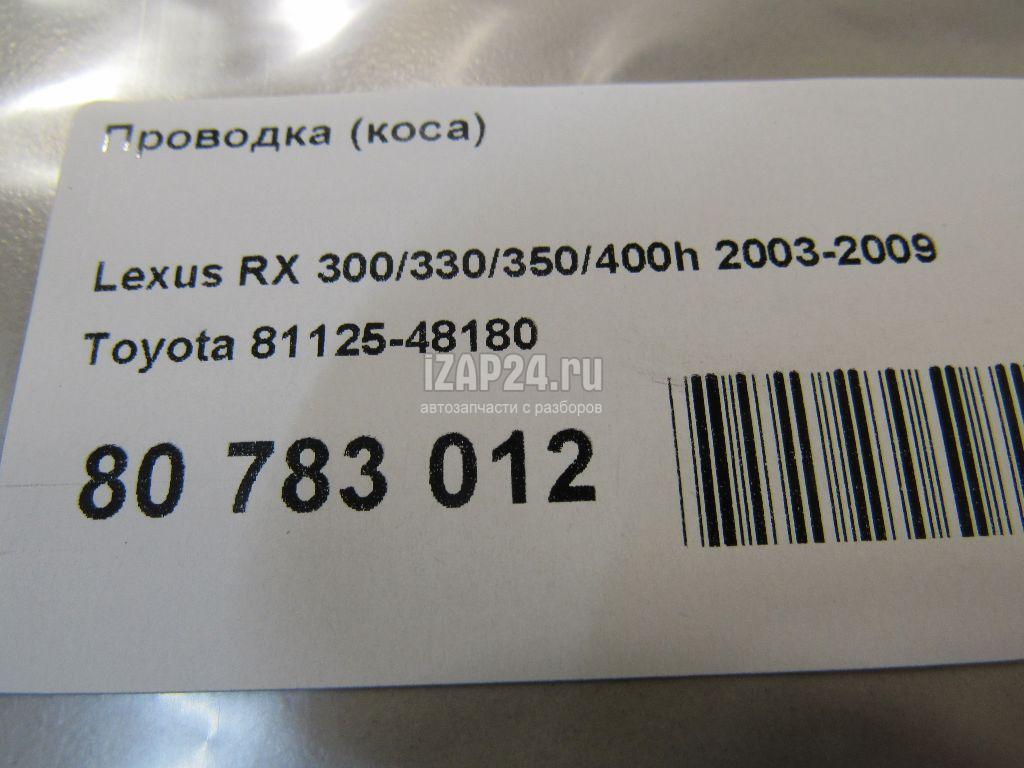 Проводка (коса)
Lexus RX 300/330/350/400h 2003-2009
Toyota 81125-48180
iZAP24.ru
автозапчасти с разборов
80 783 012